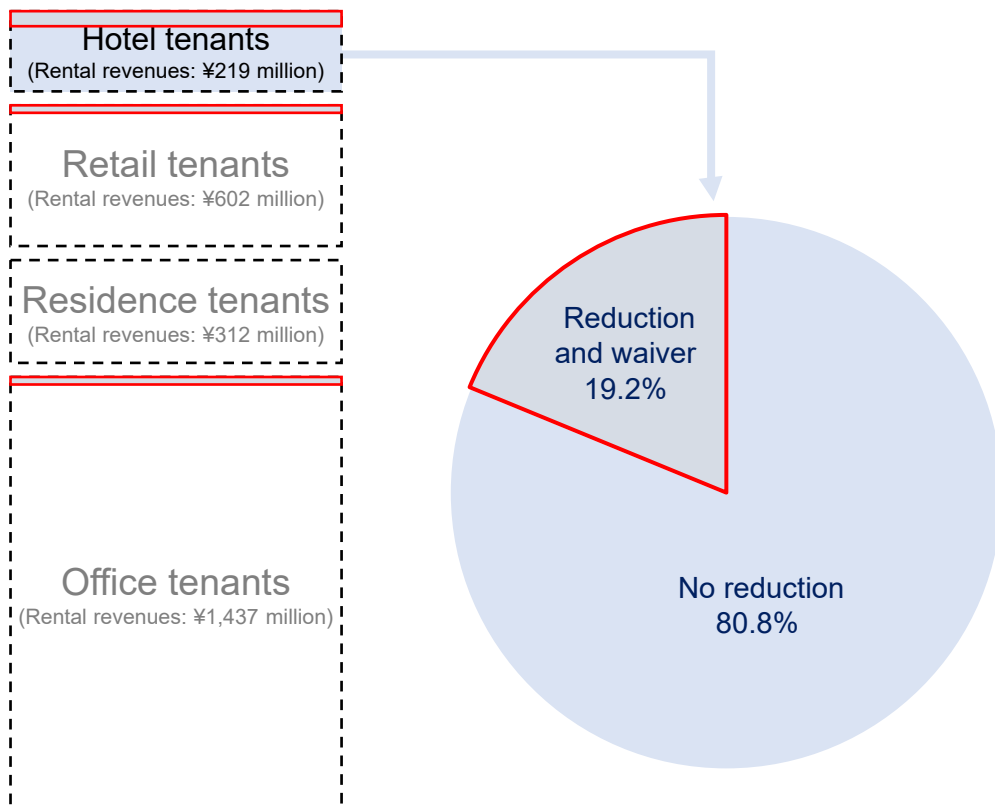 Hotel tenants
(Rental revenues: ¥219 million)
Retail tenants
(Rental revenues: ¥602 million)
Residence tenants
(Rental revenues: ¥312 million)
Office tenants
(Rental revenues: ¥1,437 million)
Reduction
and waiver
19.2%
No reduction
80.8%